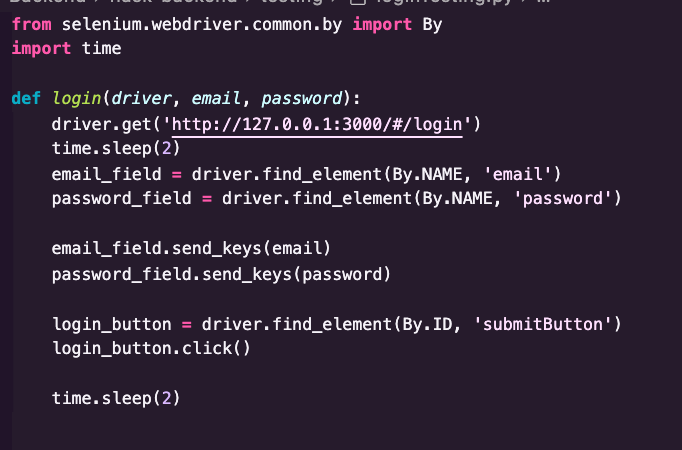 from selenium.webdriver.common.by import By
import time
def login(driver, email, password):
    driver.get('http://127.0.0.1:3000/#/login')
    time.sleep(2)
    email_field = driver.find_element(By.NAME, 'email')
    password_field = driver.find_element(By.NAME, 'password')
    email_field.send_keys(email)
    password_field.send_keys(password)
    login_button = driver.find_element(By.ID, 'submitButton')
    login_button.click()
    time.sleep(2)